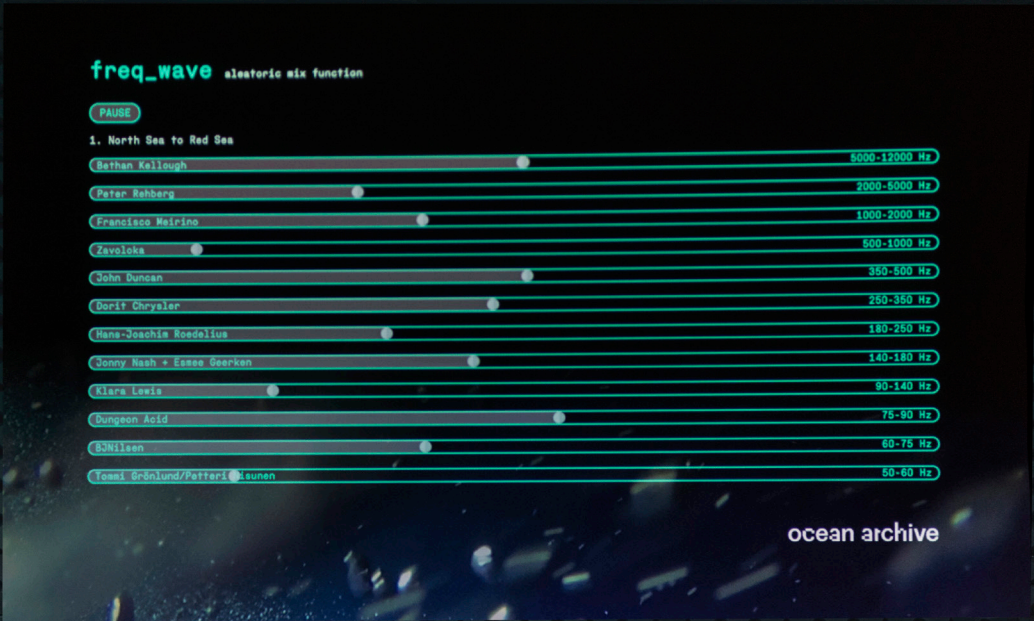 freq_wave aleatoric mix function
PAUSE
1. North Sea to Red Sea
Bethan Kellough 5000-12000 Hz
Peter Rehberg 2000-5000 Hz
Francisco Meirino 1000-2000 Hz
Zavoloka 500-1000 Hz
John Duncan 350-500 Hz
Dorit Chrysler 250-350 Hz
Hans-Joachim Roedelius 180-250 Hz
Jonny Nash + Esmee Geerken 140-180 Hz
Klara Lewis 90-140 Hz
Dungeon Acid 75-90 Hz
BJNilsen 60-75 Hz
Tommi Grönlund/Petteri isunen 50-60 Hz
ocean archive